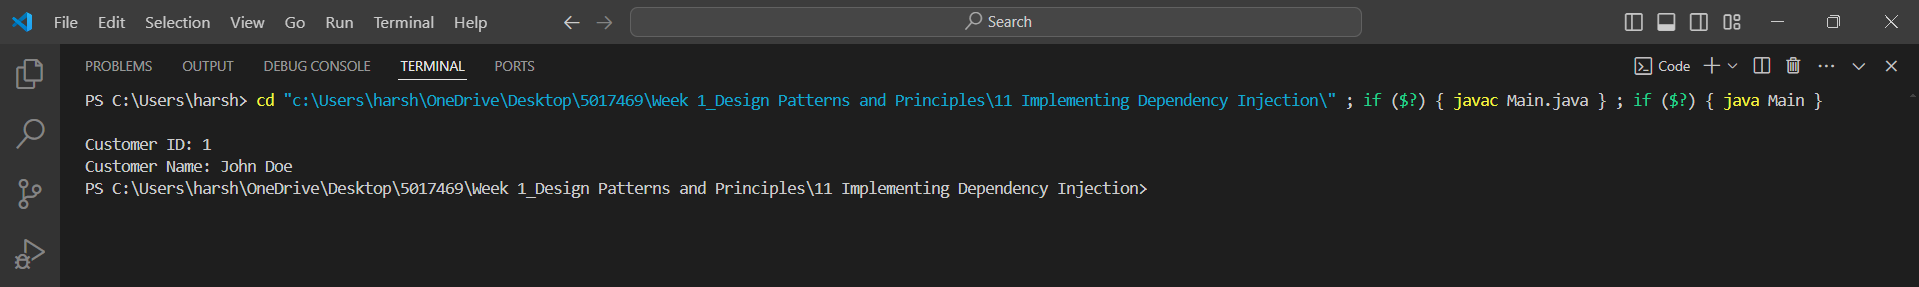 File Edit Selection View Go Run Terminal Help Search
PROBLEMS OUTPUT DEBUG CONSOLE TERMINAL PORTS Code
PS C:\Users\harsh> cd "c:\Users\harsh\OneDrive\Desktop\5017469\Week 1_Design Patterns and Principles\11 Implementing Dependency Injection\" ; if ($?) { javac Main.java } ; if ($?) { java Main }
Customer ID: 1
Customer Name: John Doe
PS C:\Users\harsh\OneDrive\Desktop\5017469\Week 1_Design Patterns and Principles\11 Implementing Dependency Injection>